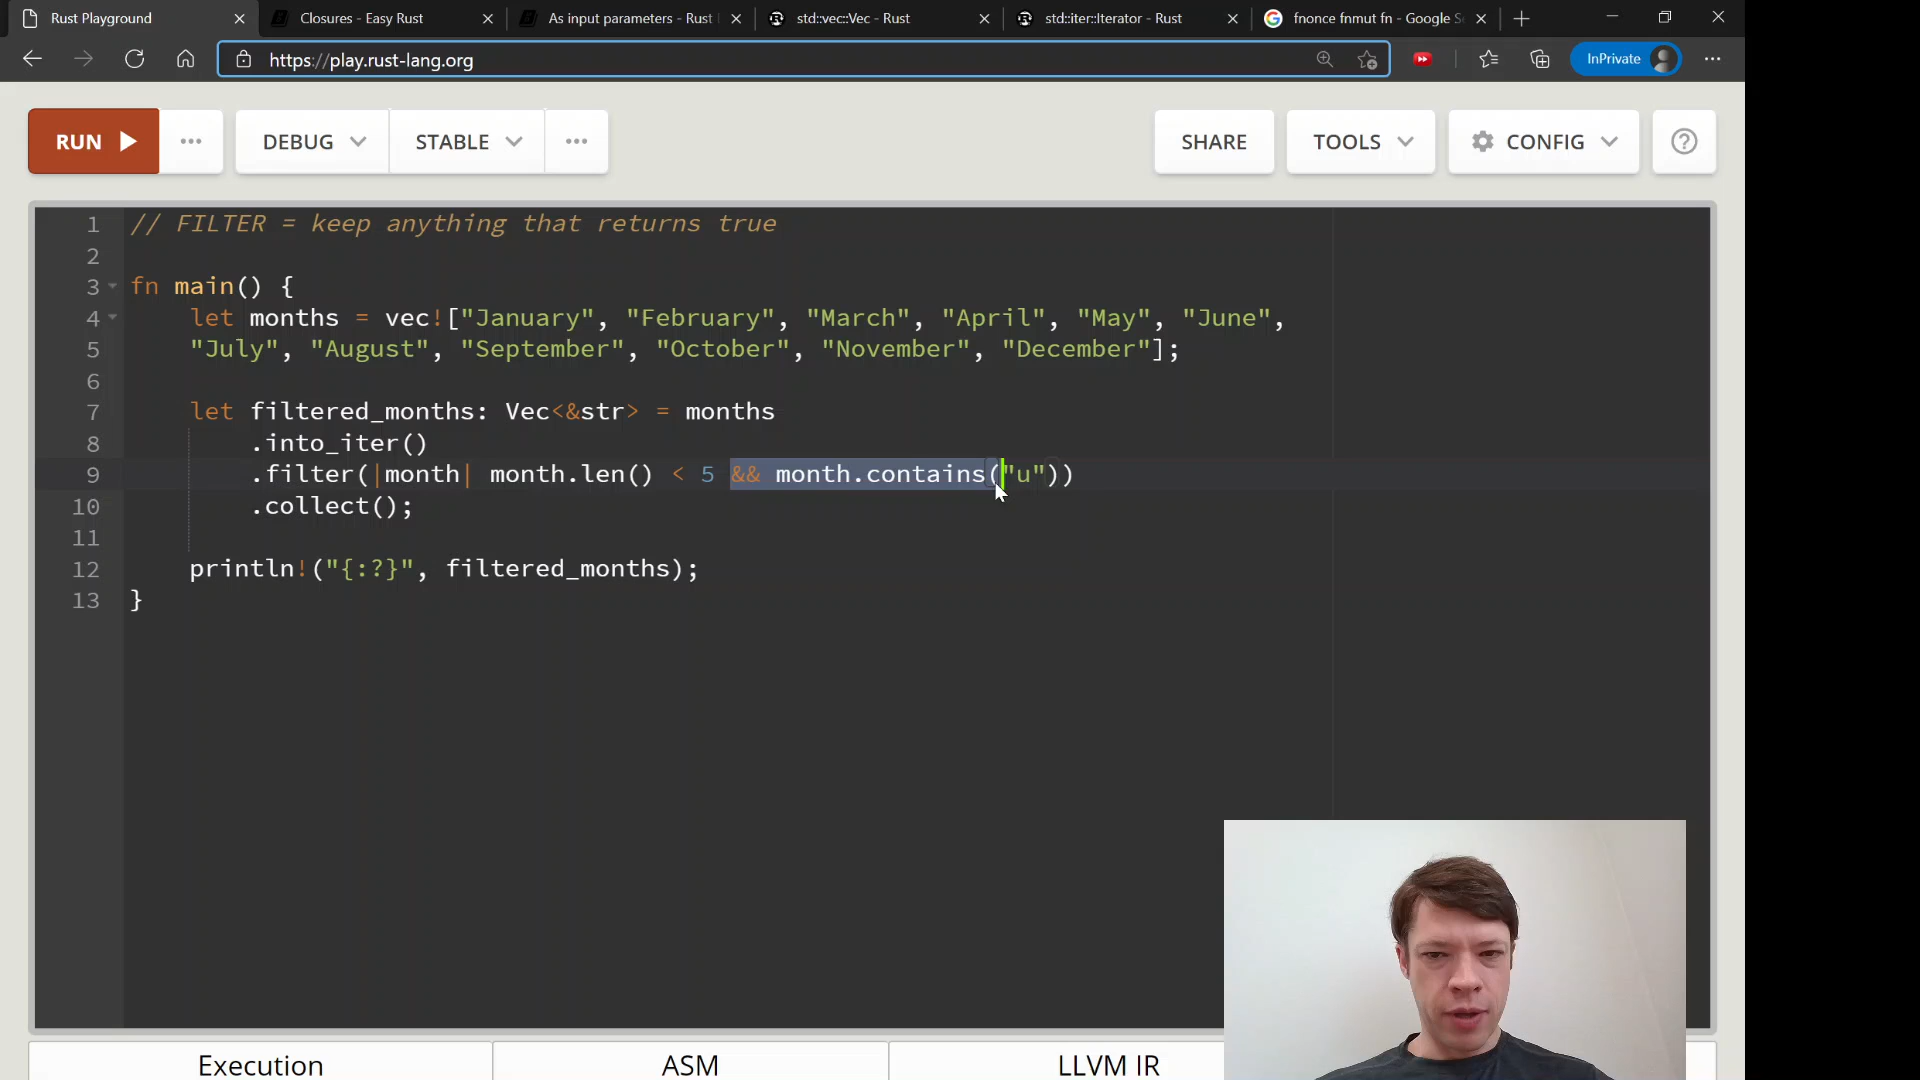 Rust Playground
Closures - Easy Rust
As input parameters - Rust
std::vec::Vec - Rust
std::iter::Iterator - Rust
fnonce fnmut fn - Google
https://play.rust-lang.org
InPrivate
RUN
DEBUG
STABLE
SHARE
TOOLS
CONFIG
1 // FILTER = keep anything that returns true
2
3 fn main() {
4 let months = vec!["January", "February", "March", "April", "May", "June",
5 "July", "August", "September", "October", "November", "December"];
6
7 let filtered_months: Vec<&str> = months
8 .into_iter()
9 .filter(|month| month.len() < 5 && month.contains("u"))
10 .collect();
11
12 println!("{:?}", filtered_months);
13 }
Execution
ASM
LLVM IR